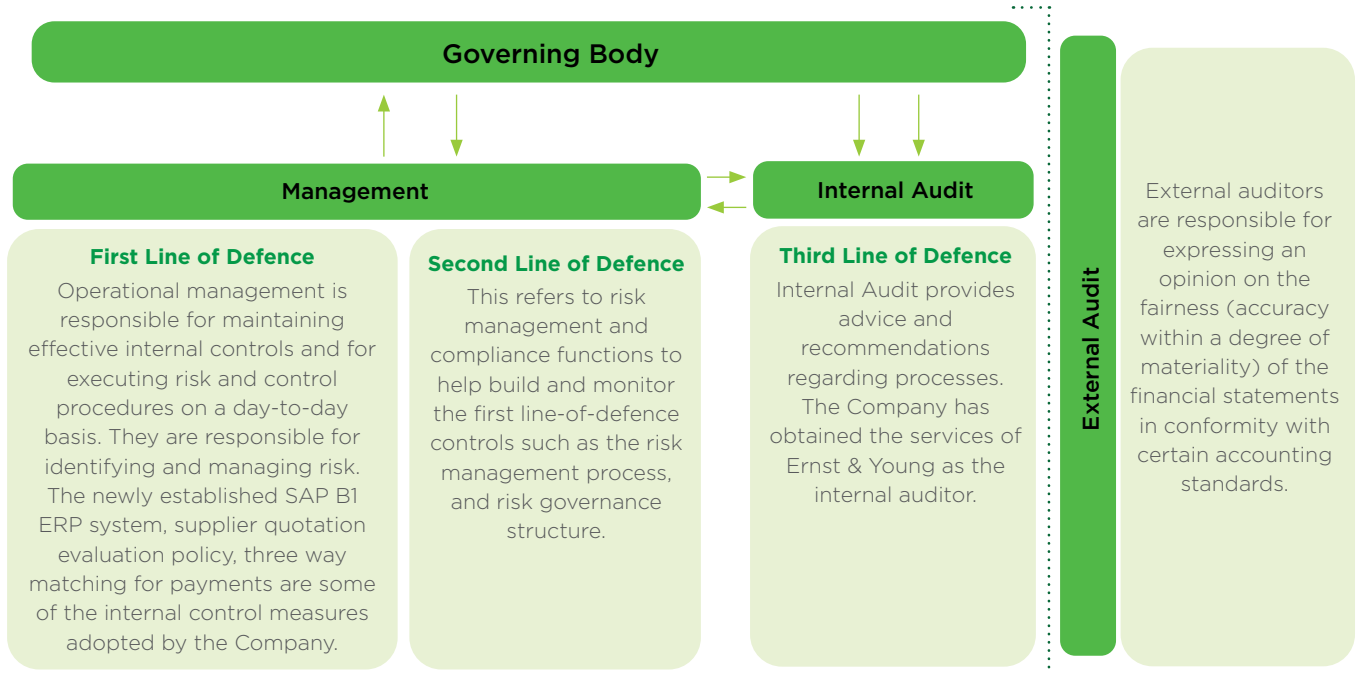 Governing Body
Management
Internal Audit
First Line of Defence
Operational management is
responsible for maintaining
effective internal controls and for
executing risk and control
procedures on a day-to-day
basis. They are responsible for
identifying and managing risk.
The newly established SAP B1
ERP system, supplier quotation
evaluation policy, three way
matching for payments are some
of the internal control measures
adopted by the Company.
Second Line of Defence
This refers to risk
management and
compliance functions to
help build and monitor
the first line-of-defence
controls such as the risk
management process,
and risk governance
structure.
Third Line of Defence
Internal Audit provides
advice and
recommendations
regarding processes.
The Company has
obtained the services of
Ernst & Young as the
internal auditor.
External Audit
External auditors
are responsible for
expressing an
opinion on the
fairness (accuracy
within a degree of
materiality) of the
financial statements
in conformity with
certain accounting
standards.